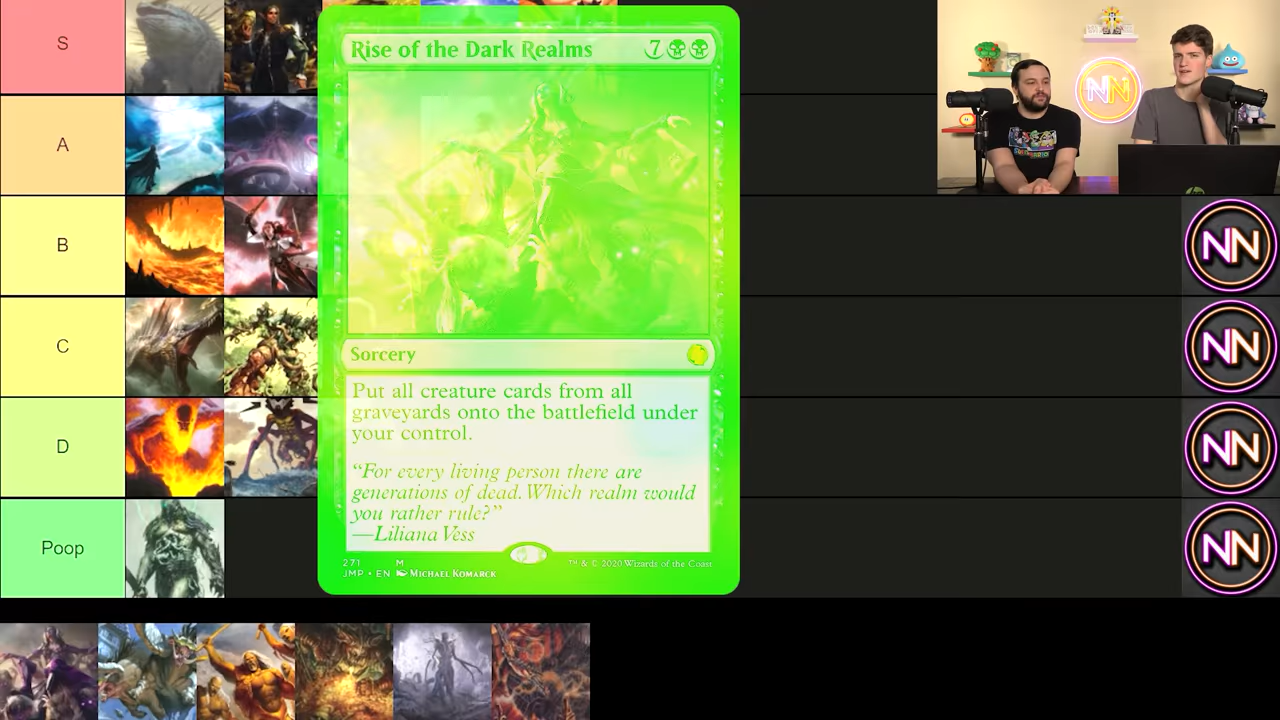 S
A
B
C
D
Poop
Rise of the Dark Realms 7
Sorcery
Put all creature cards from all
graveyards onto the battlefield under
your control.
“For every living person there are
generations of dead. Which realm would
you rather rule?”
—Liliana Vess
271 M
JMP • EN MICHAEL KOMARCK
™ & © 2020 Wizards of the Coast
NN
NN
NN
NN
NN